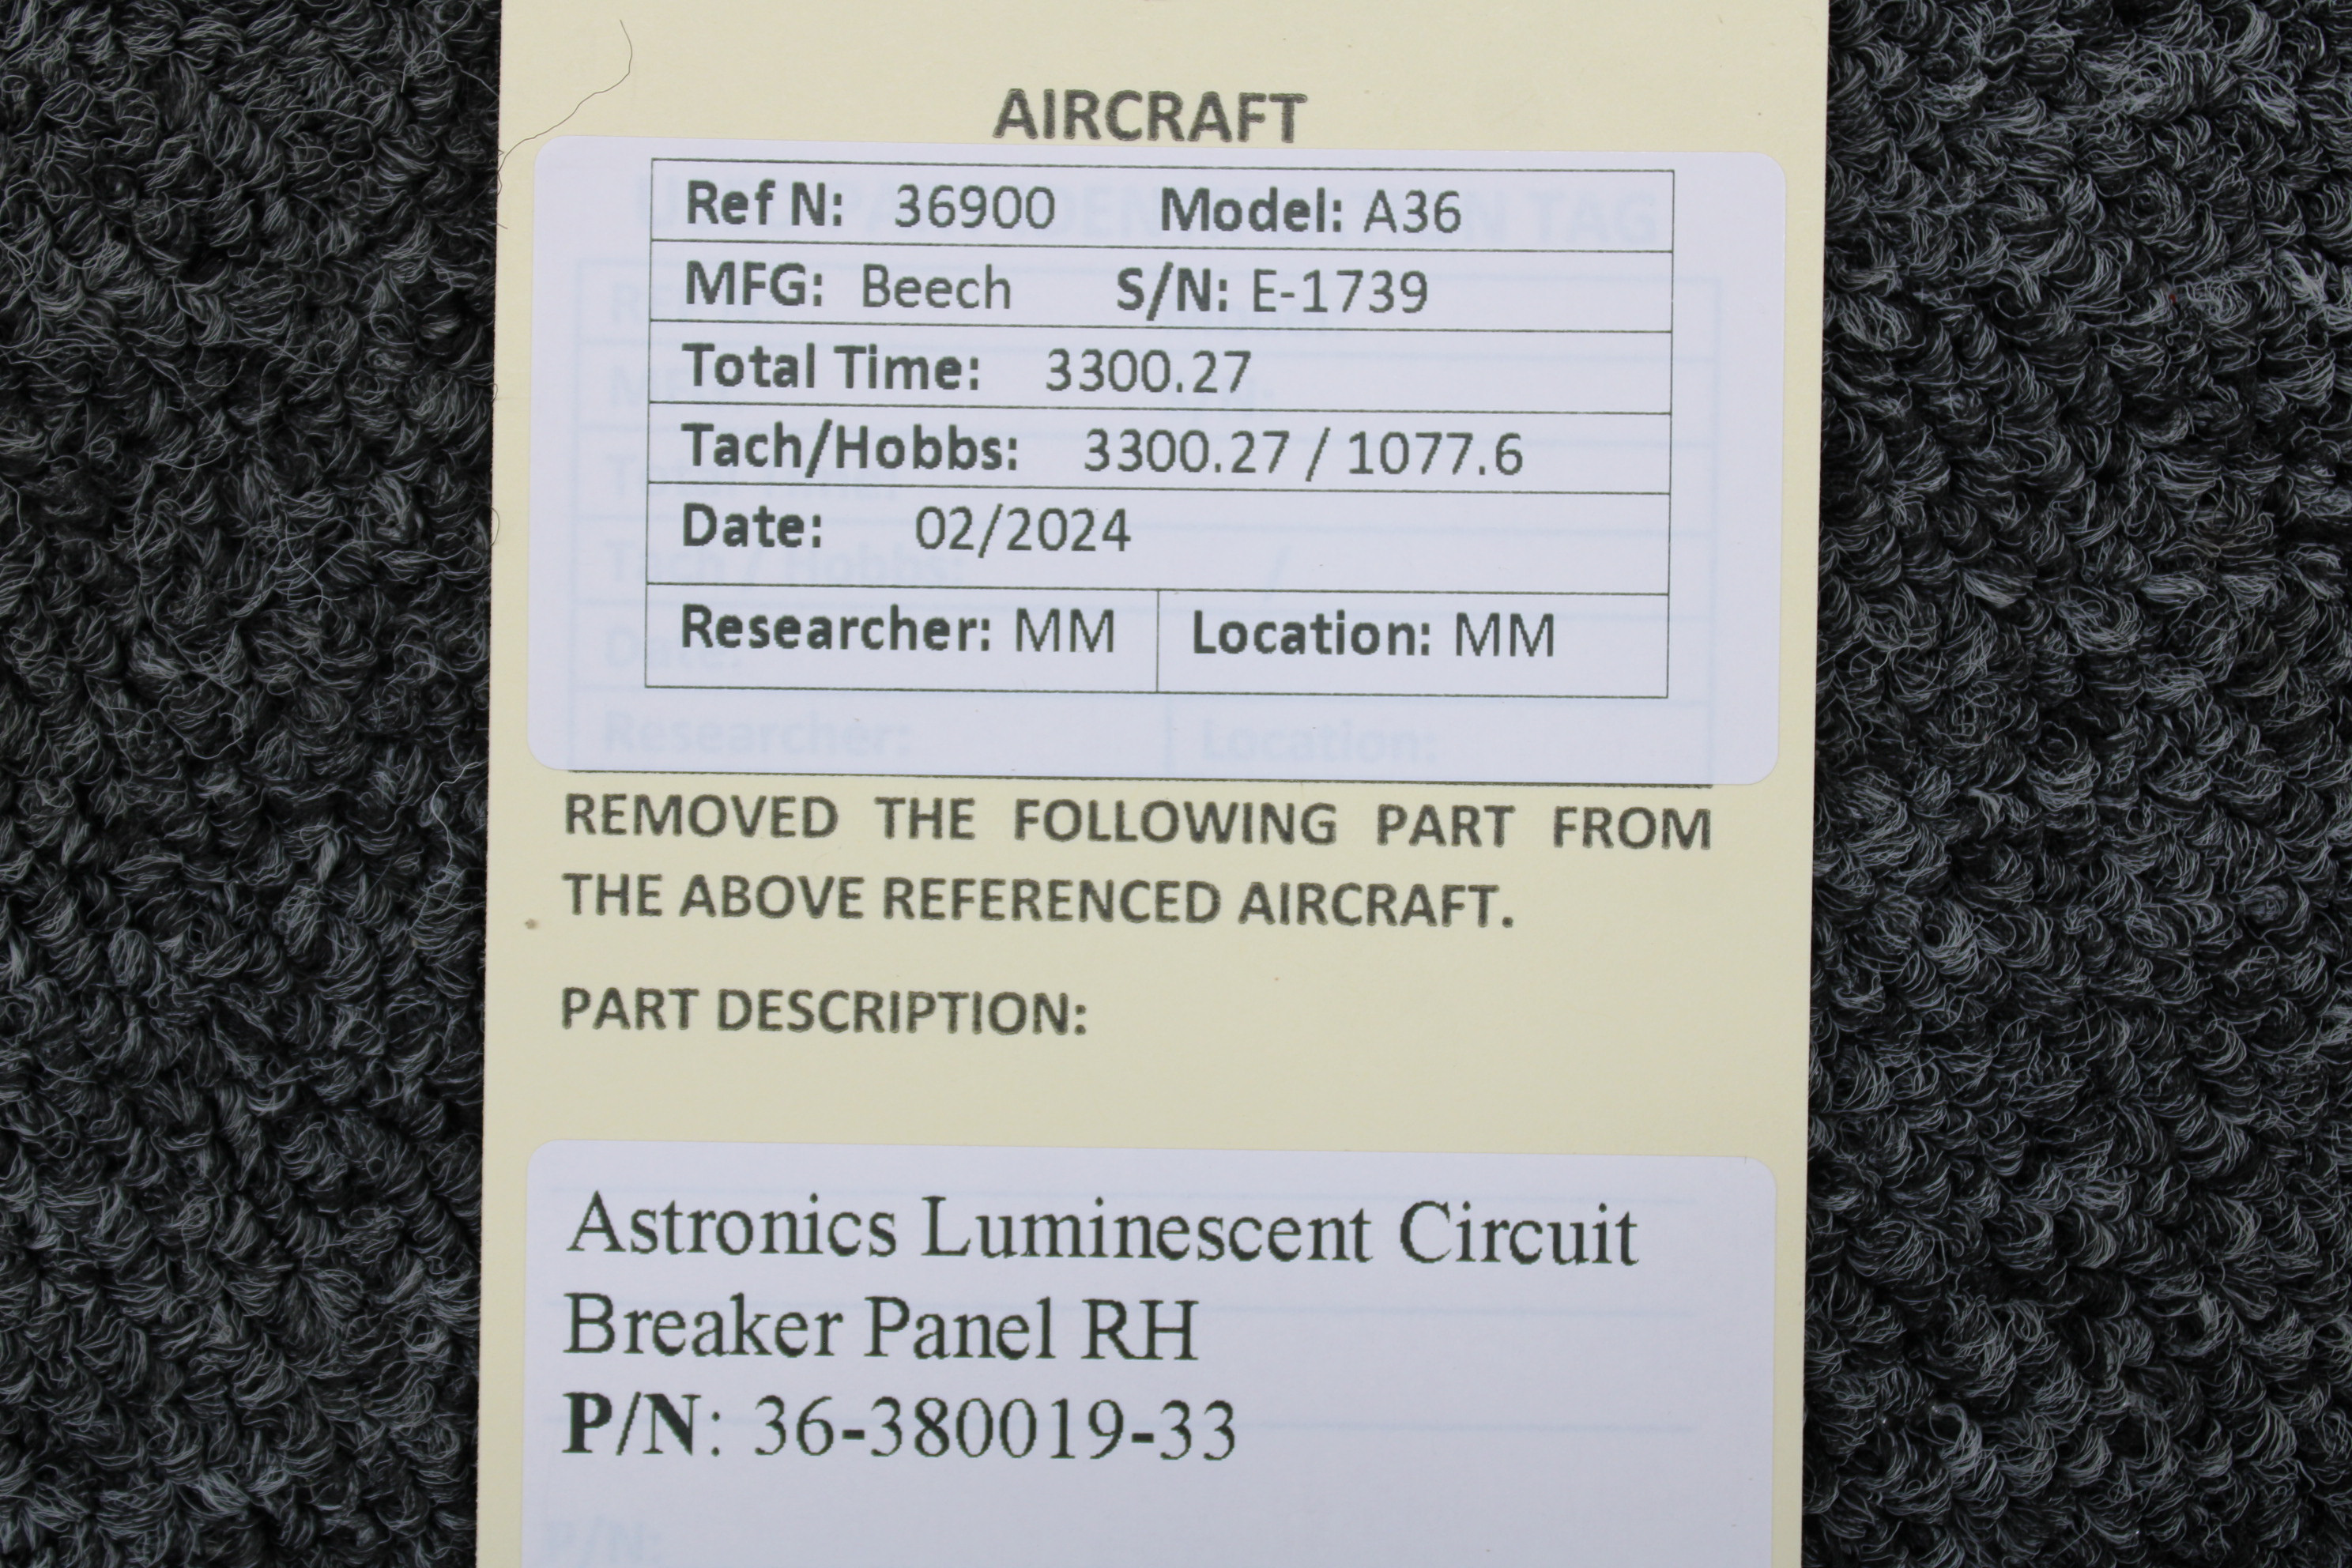 AIRCRAFT
Ref N: 36900 Model: A36
MFG: Beech S/N: E-1739
Total Time: 3300.27
Tach/Hobbs: 3300.27 / 1077.6
Date: 02/2024
Researcher: MM Location: MM
Researcher: Location:
REMOVED THE FOLLOWING PART FROM
THE ABOVE REFERENCED AIRCRAFT.
PART DESCRIPTION:
Astronics Luminescent Circuit
Breaker Panel RH
P/N: 36-380019-33
P/N: